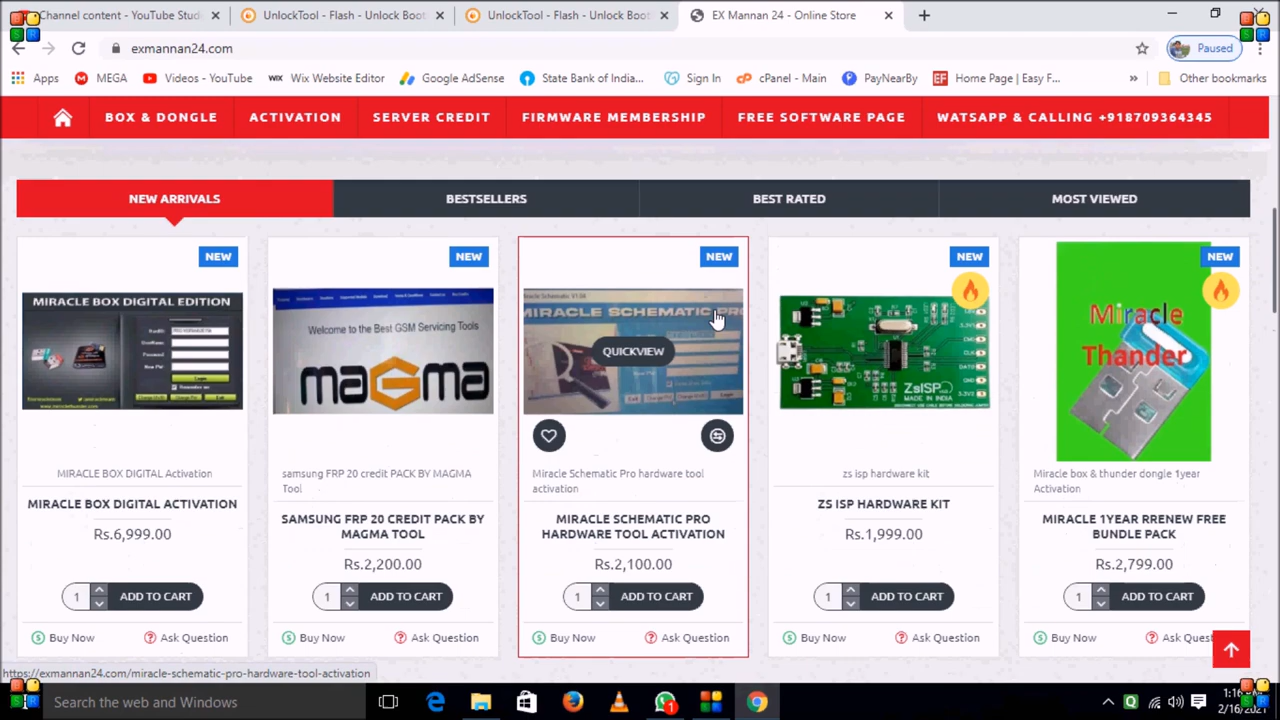 Channel content - YouTube Stud
UnlockTool - Flash - Unlock Boot
UnlockTool - Flash - Unlock Boot
EX Mannan 24 - Online Store
exmannan24.com
Paused
Apps
MEGA
Videos - YouTube
Wix Website Editor
Google AdSense
State Bank of India...
Sign In
cPanel - Main
PayNearBy
Home Page | Easy F...
Other bookmarks
BOX & DONGLE
ACTIVATION
SERVER CREDIT
FIRMWARE MEMBERSHIP
FREE SOFTWARE PAGE
WATSAPP & CALLING +918709364345
NEW ARRIVALS
BESTSELLERS
BEST RATED
MOST VIEWED
NEW
MIRACLE BOX DIGITAL EDITION
MIRACLE BOX DIGITAL Activation
MIRACLE BOX DIGITAL ACTIVATION
Rs.6,999.00
1
ADD TO CART
Buy Now
Ask Question
NEW
Welcome to the Best GSM Servicing Tools
magma
samsung FRP 20 credit PACK BY MAGMA
Tool
SAMSUNG FRP 20 CREDIT PACK BY
MAGMA TOOL
Rs.2,200.00
1
ADD TO CART
Buy Now
Ask Question
NEW
MIRACLE SCHEMATIC PRO
QUICKVIEW
Miracle Schematic Pro hardware tool
activation
MIRACLE SCHEMATIC PRO
HARDWARE TOOL ACTIVATION
Rs.2,100.00
1
ADD TO CART
Buy Now
Ask Question
NEW
ZsISP
MADE IN INDIA
zs isp hardware kit
ZS ISP HARDWARE KIT
Rs.1,999.00
1
ADD TO CART
Buy Now
Ask Question
NEW
Miracle
Thander
Miracle box & thunder dongle 1year
Activation
MIRACLE 1YEAR RRENEW FREE
BUNDLE PACK
Rs.2,799.00
1
ADD TO CART
Buy Now
Ask Quest
https://exmannan24.com/miracle-schematic-pro-hardware-tool-activation
Search the web and Windows
2/16/2021